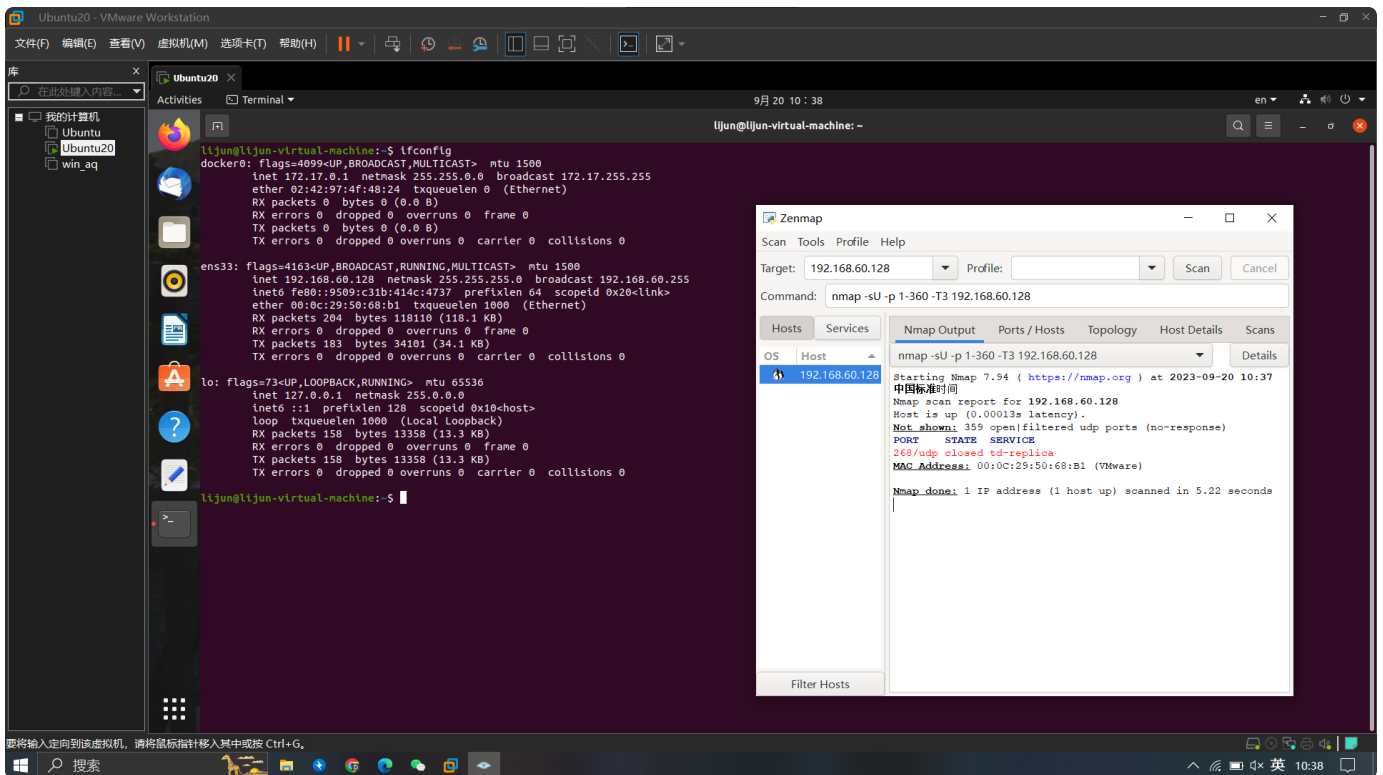 Ubuntu20 - VMware Workstation
文件(F) 编辑(E) 查看(V) 虚拟机(M) 选项卡(T) 帮助(H)
库
在此处键入内容...
我的计算机
Ubuntu
Ubuntu20
win_aq
Ubuntu20
Activities Terminal 9月 20 10：38 en
lijun@lijun-virtual-machine: ~
lijun@lijun-virtual-machine:~$ ifconfig
docker0: flags=4099<UP,BROADCAST,MULTICAST> mtu 1500
inet 172.17.0.1 netmask 255.255.0.0 broadcast 172.17.255.255
ether 02:42:97:4f:48:24 txqueuelen 0 (Ethernet)
RX packets 0 bytes 0 (0.0 B)
RX errors 0 dropped 0 overruns 0 frame 0
TX packets 0 bytes 0 (0.0 B)
TX errors 0 dropped 0 overruns 0 carrier 0 collisions 0
ens33: flags=4163<UP,BROADCAST,RUNNING,MULTICAST> mtu 1500
inet 192.168.60.128 netmask 255.255.255.0 broadcast 192.168.60.255
inet6 fe80::9509:c31b:414c:4737 prefixlen 64 scopeid 0x20<link>
ether 00:0c:29:50:68:b1 txqueuelen 1000 (Ethernet)
RX packets 204 bytes 118110 (118.1 KB)
RX errors 0 dropped 0 overruns 0 frame 0
TX packets 183 bytes 34101 (34.1 KB)
TX errors 0 dropped 0 overruns 0 carrier 0 collisions 0
lo: flags=73<UP,LOOPBACK,RUNNING> mtu 65536
inet 127.0.0.1 netmask 255.0.0.0
inet6 ::1 prefixlen 128 scopeid 0x10<host>
loop txqueuelen 1000 (Local Loopback)
RX packets 158 bytes 13358 (13.3 KB)
RX errors 0 dropped 0 overruns 0 frame 0
TX packets 158 bytes 13358 (13.3 KB)
TX errors 0 dropped 0 overruns 0 carrier 0 collisions 0
lijun@lijun-virtual-machine:~$
Zenmap
Scan Tools Profile Help
Target: 192.168.60.128 Profile: Scan Cancel
Command: nmap -sU -p 1-360 -T3 192.168.60.128
Hosts Services
OS Host
192.168.60.128
Filter Hosts
Nmap Output Ports / Hosts Topology Host Details Scans
nmap -sU -p 1-360 -T3 192.168.60.128 Details
Starting Nmap 7.94 ( https://nmap.org ) at 2023-09-20 10:37
中国标准时间
Nmap scan report for 192.168.60.128
Host is up (0.00013s latency).
Not shown: 359 open|filtered udp ports (no-response)
PORT STATE SERVICE
268/udp closed td-replica
MAC Address: 00:0C:29:50:68:B1 (VMware)
Nmap done: 1 IP address (1 host up) scanned in 5.22 seconds
要将输入定向到该虚拟机，请将鼠标指针移入其中或按 Ctrl+G。
搜索 英 10:38